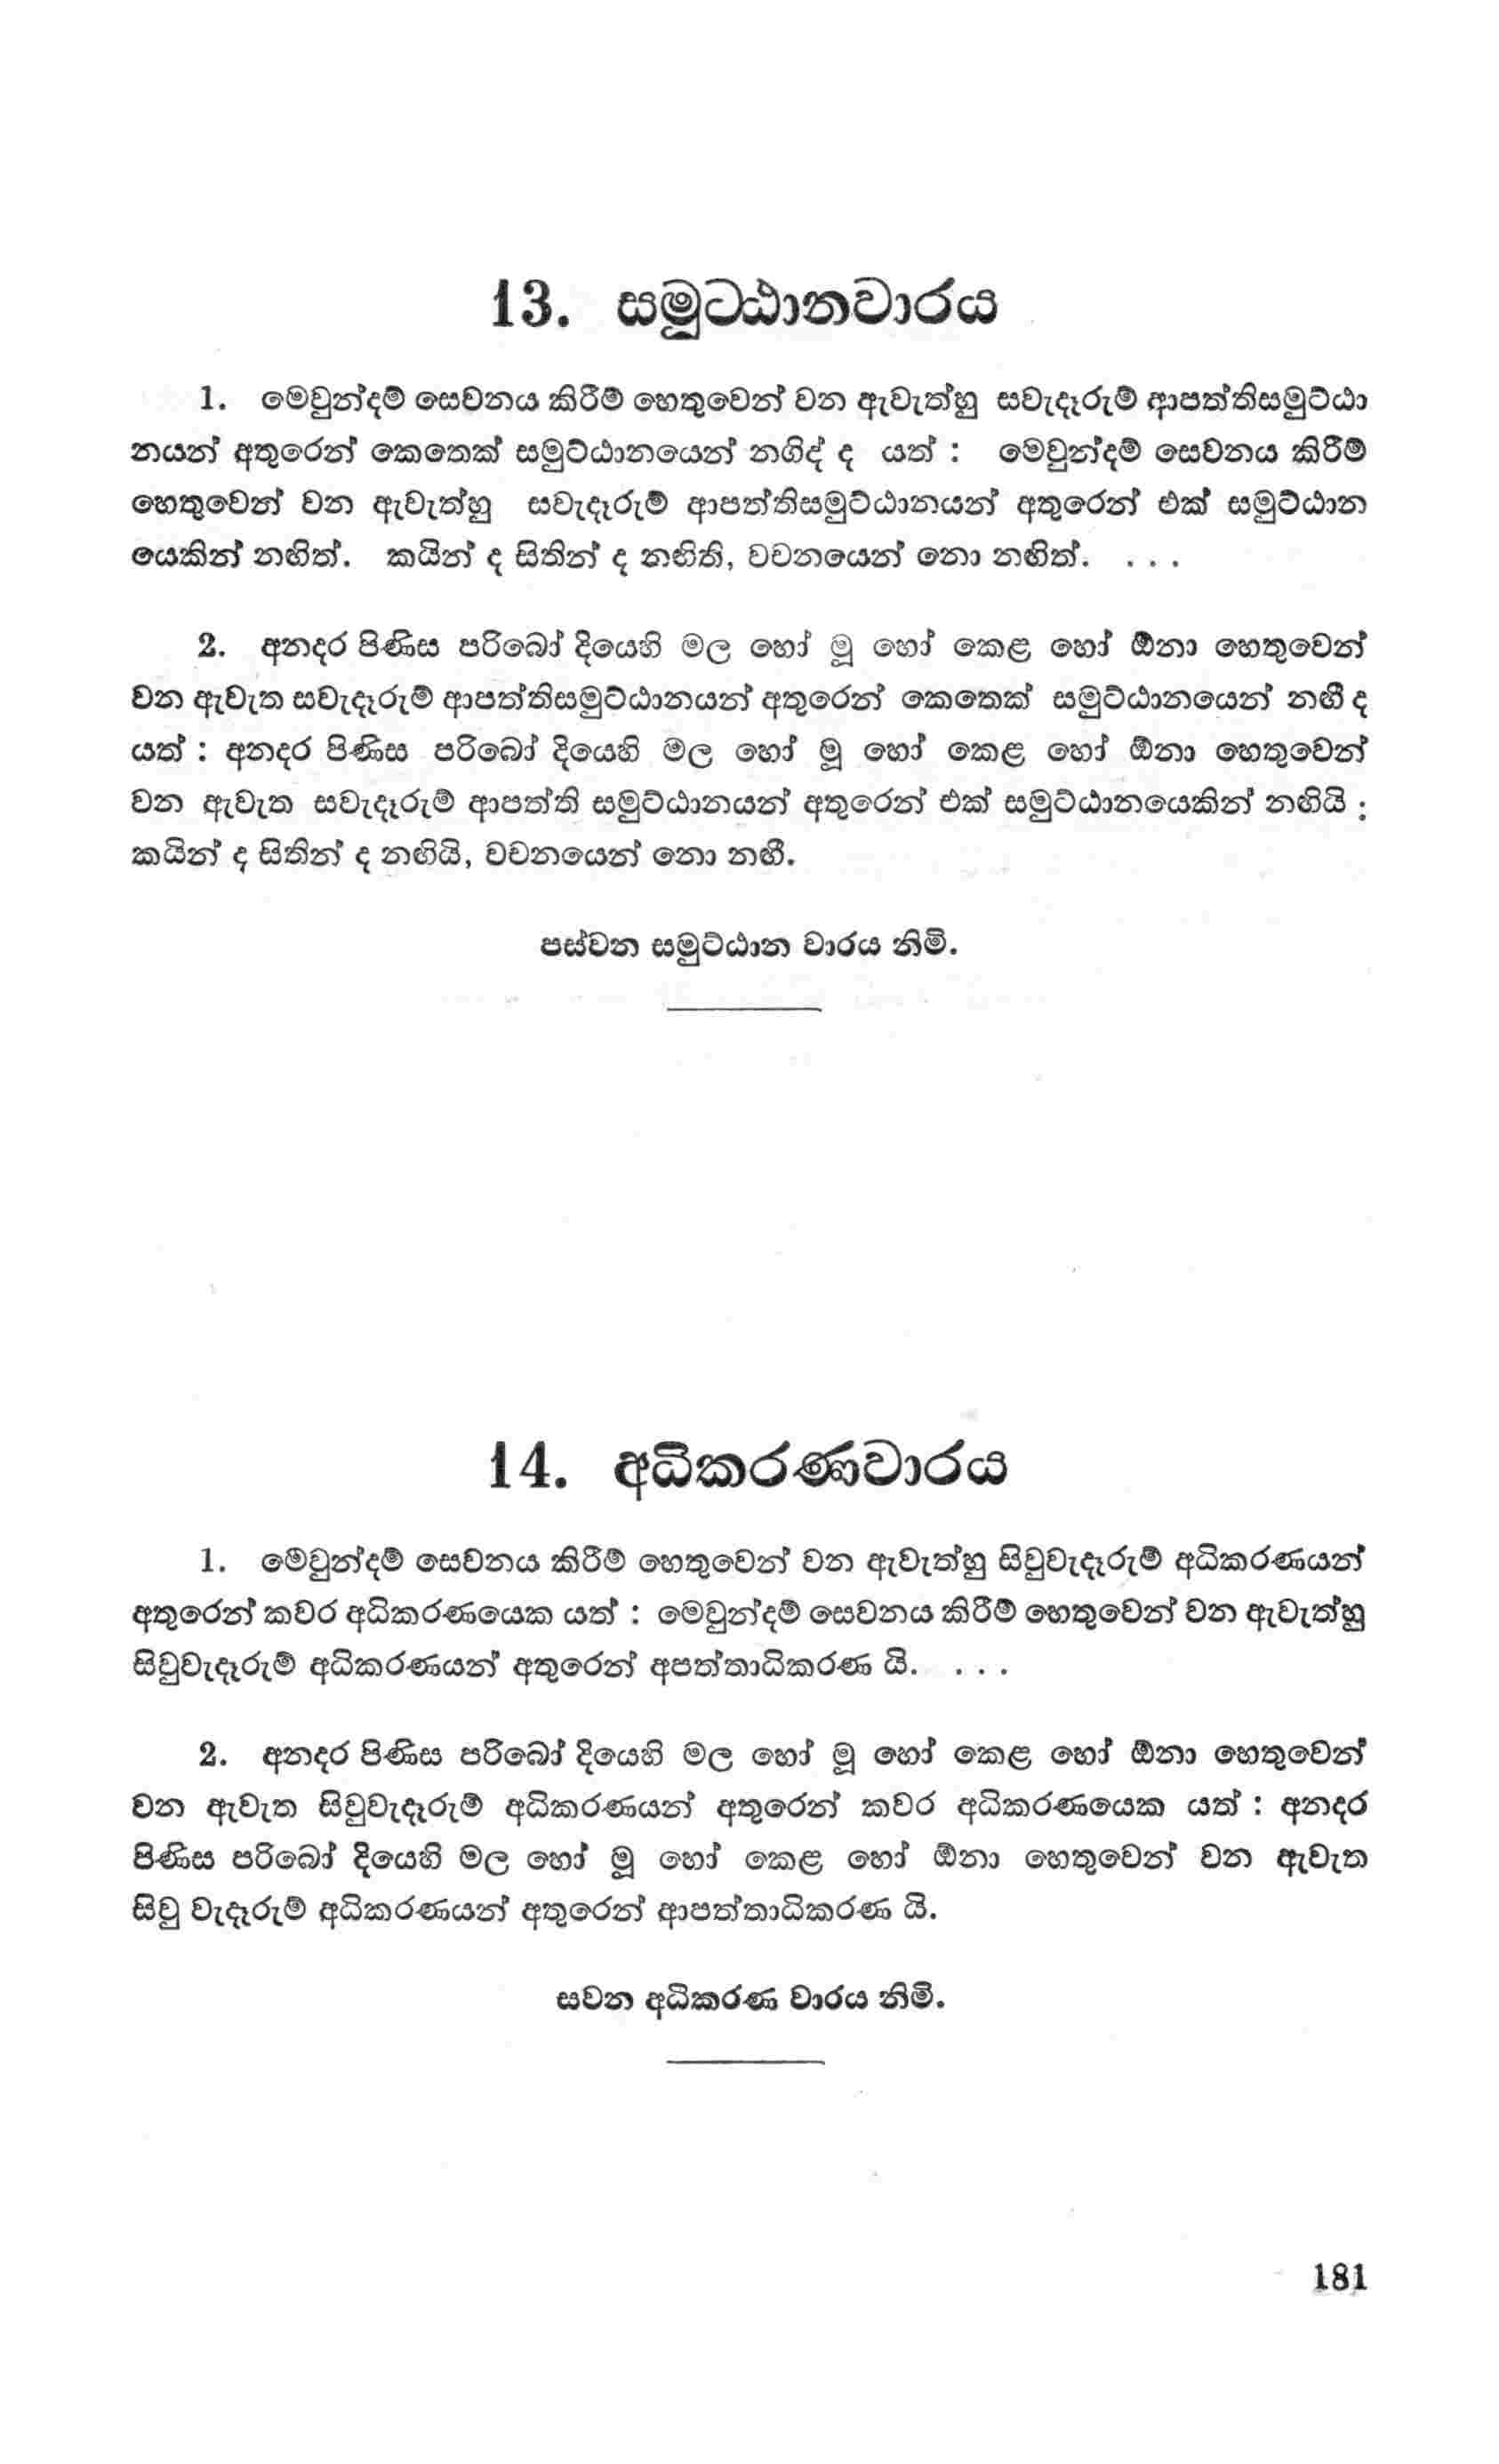 13. සමුට‍්ඨානවාරය
1. මෙවුන්දම් සෙවනය කිරීම් හෙතුවෙන් වන ඇවැත්හු සවැදෑරුම් ආපත්තිසමුට්ඨා
නයන් අතුරෙන් කෙතෙක් සමුට්ඨානයෙන් නගිද් ද යත් : මෙවුන්දම් සෙවනය කිරීම්
හෙතුවෙන් වන ඇවැත්හු සවැදෑරුම් ආපත්තිසමුට්ඨානයන් අතුරෙන් එක් සමුට්ඨාන
යෙකින් නඟිත්. කයින් ද සිතින් ද නඟිති, වචනයෙන් නො නඟිත්. . . .
2. අනදර පිණිස පරිබෝ දියෙහි මල හෝ මූ හෝ කෙළ හෝ ඕනා හෙතුවෙන්
වන ඇවැත සවැදෑරුම් ආපත්තිසමුට්ඨානයන් අතුරෙන් කෙතෙක් සමුට්ඨානයෙන් නඟී ද
යත් : අනදර පිණිස පරිබෝ දියෙහි මල හෝ මූ හෝ කෙළ හෝ ඕනා හෙතුවෙන්
වන ඇවැත සවැදෑරුම් ආපත්ති සමුට්ඨානයන් අතුරෙන් එක් සමුට්ඨානයෙකින් නඟියි ;
කයින් ද සිතින් ද නඟියි, වචනයෙන් නො නඟී.
පස්වන සමුට්ඨාන වාරය නිමි.
14. අධිකරණවාරය
1. මෙවුන්දම් සෙවනය කිරීම් හෙතුවෙන් වන ඇවැත්හු සිවුවැදෑරුම් අධිකරණයන්
අතුරෙන් කවර අධිකරණයෙක යත් : මෙවුන්දම් සෙවනය කිරීම් හෙතුවෙන් වන ඇවැත්හු
සිවුවැදෑරුම් අධිකරණයන් අතුරෙන් අපත්තාධිකරණ යි. . . .
2. අනදර පිණිස පරිබෝ දියෙහි මල හෝ මූ හෝ කෙළ හෝ ඕනා හෙතුවෙන්
වන ඇවැත සිවුවැදෑරුම් අධිකරණයන් අතුරෙන් කවර අධිකරණයෙක යත් : අනදර
පිණිස පරිබෝ දියෙහි මල හෝ මූ හෝ කෙළ හෝ ඕනා හෙතුවෙන් වන ඇවැත
සිවු වැදෑරුම් අධිකරණයන් අතුරෙන් ආපත්තාධිකරණ යි.
සවන අධිකරණ වාරය නිමි.
181